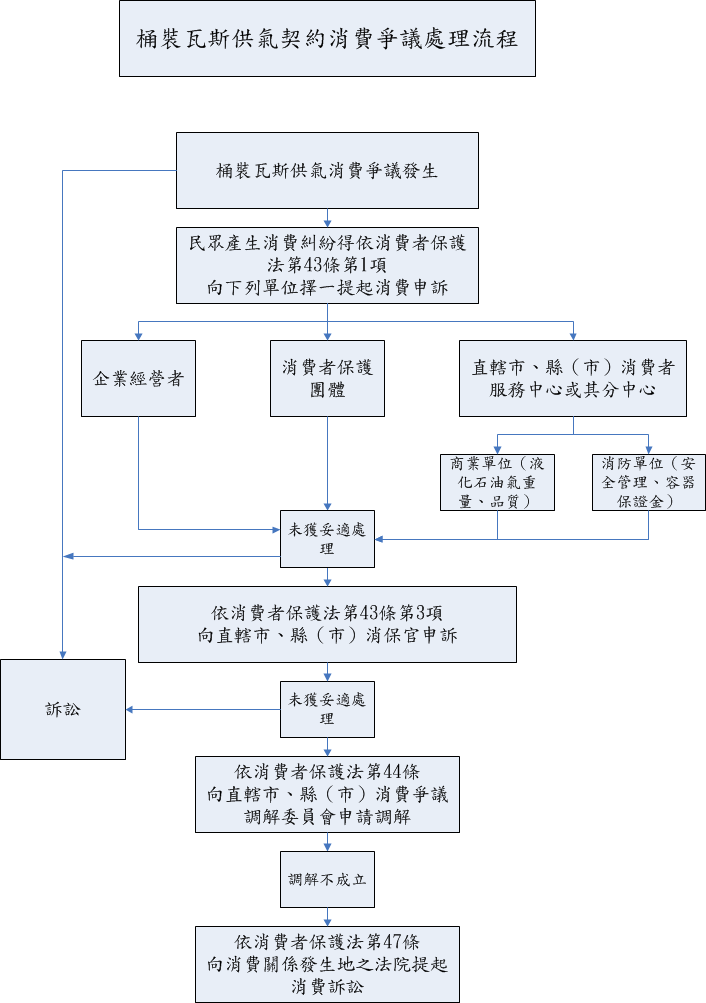 桶裝瓦斯供氣契約消費爭議處理流程
桶裝瓦斯供氣消費爭議發生
民眾產生消費糾紛得依消費者保護
法第43條第1項
向下列單位擇一提起消費申訴
企業經營者
消費者保護
團體
直轄市、縣（市）消費者
服務中心或其分中心
商業單位（液
化石油氣重
量、品質）
消防單位（安
全管理、容器
保證金）
未獲妥適處
理
依消費者保護法第43條第3項
向直轄市、縣（市）消保官申訴
訴訟
未獲妥適處
理
依消費者保護法第44條
向直轄市、縣（市）消費爭議
調解委員會申請調解
調解不成立
依消費者保護法第47條
向消費關係發生地之法院提起
消費訴訟